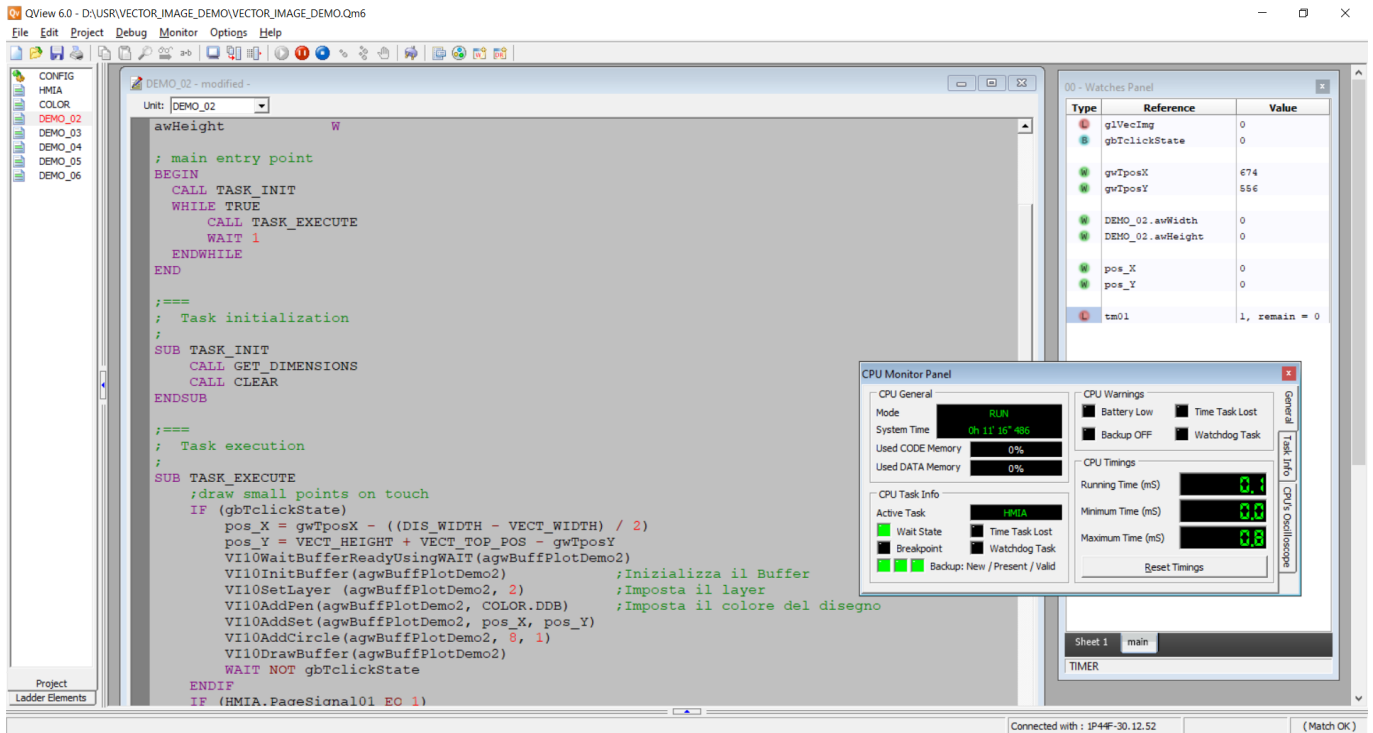 QView 6.0 - D:\USR\VECTOR_IMAGE_DEMO\VECTOR_IMAGE_DEMO.Qm6
File Edit Project Debug Monitor Options Help
CONFIG
HMIA
COLOR
DEMO_02
DEMO_03
DEMO_04
DEMO_05
DEMO_06
Project
Ladder Elements
DEMO_02 - modified -
Unit: DEMO_02
awHeight W
; main entry point
BEGIN
CALL TASK_INIT
WHILE TRUE
CALL TASK_EXECUTE
WAIT 1
ENDWHILE
END
;===
; Task initialization
;
SUB TASK_INIT
CALL GET_DIMENSIONS
CALL CLEAR
ENDSUB
;===
; Task execution
;
SUB TASK_EXECUTE
;draw small points on touch
IF (gbTclickState)
pos_X = gwTposX - ((DIS_WIDTH - VECT_WIDTH) / 2)
pos_Y = VECT_HEIGHT + VECT_TOP_POS - gwTposY
VI10WaitBufferReadyUsingWAIT(agwBuffPlotDemo2)
VI10InitBuffer(agwBuffPlotDemo2) ;Inizializza il Buffer
VI10SetLayer (agwBuffPlotDemo2, 2) ;Imposta il layer
VI10AddPen(agwBuffPlotDemo2, COLOR.DDB) ;Imposta il colore del disegno
VI10AddSet(agwBuffPlotDemo2, pos_X, pos_Y)
VI10AddCircle(agwBuffPlotDemo2, 8, 1)
VI10DrawBuffer(agwBuffPlotDemo2)
WAIT NOT gbTclickState
ENDIF
IF (HMIA.PageSignal01 EQ 1)
00 - Watches Panel
Type Reference Value
L glVecImg 0
B gbTclickState 0
W gwTposX 674
W gwTposY 556
W DEMO_02.awWidth 0
W DEMO_02.awHeight 0
W pos_X 0
W pos_Y 0
L tm01 1, remain = 0
Sheet 1 main
TIMER
CPU Monitor Panel
CPU General
Mode RUN
System Time 0h 11' 16" 486
Used CODE Memory 0%
Used DATA Memory 0%
CPU Task Info
Active Task HMIA
Wait State Time Task Lost
Breakpoint Watchdog Task
Backup: New / Present / Valid
CPU Warnings
Battery Low Time Task Lost
Backup OFF Watchdog Task
CPU Timings
Running Time (mS) 0.1
Minimum Time (mS) 0.0
Maximum Time (mS) 0.8
Reset Timings
General
Task Info
CPU's Oscilloscope
Connected with : 1P44F-30.12.52 (Match OK)